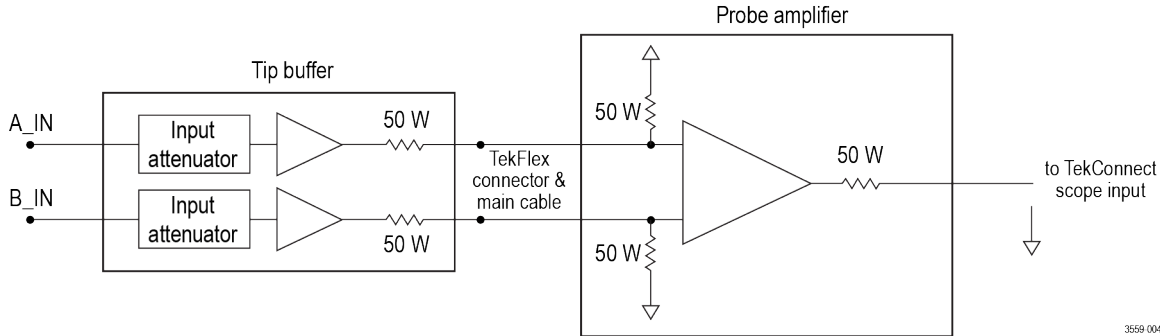 Probe amplifier
Tip buffer
A_IN
Input
attenuator
50 W
B_IN
Input
attenuator
50 W
TekFlex
connector &
main cable
50 W
50 W
50 W
to TekConnect
scope input
3559-004